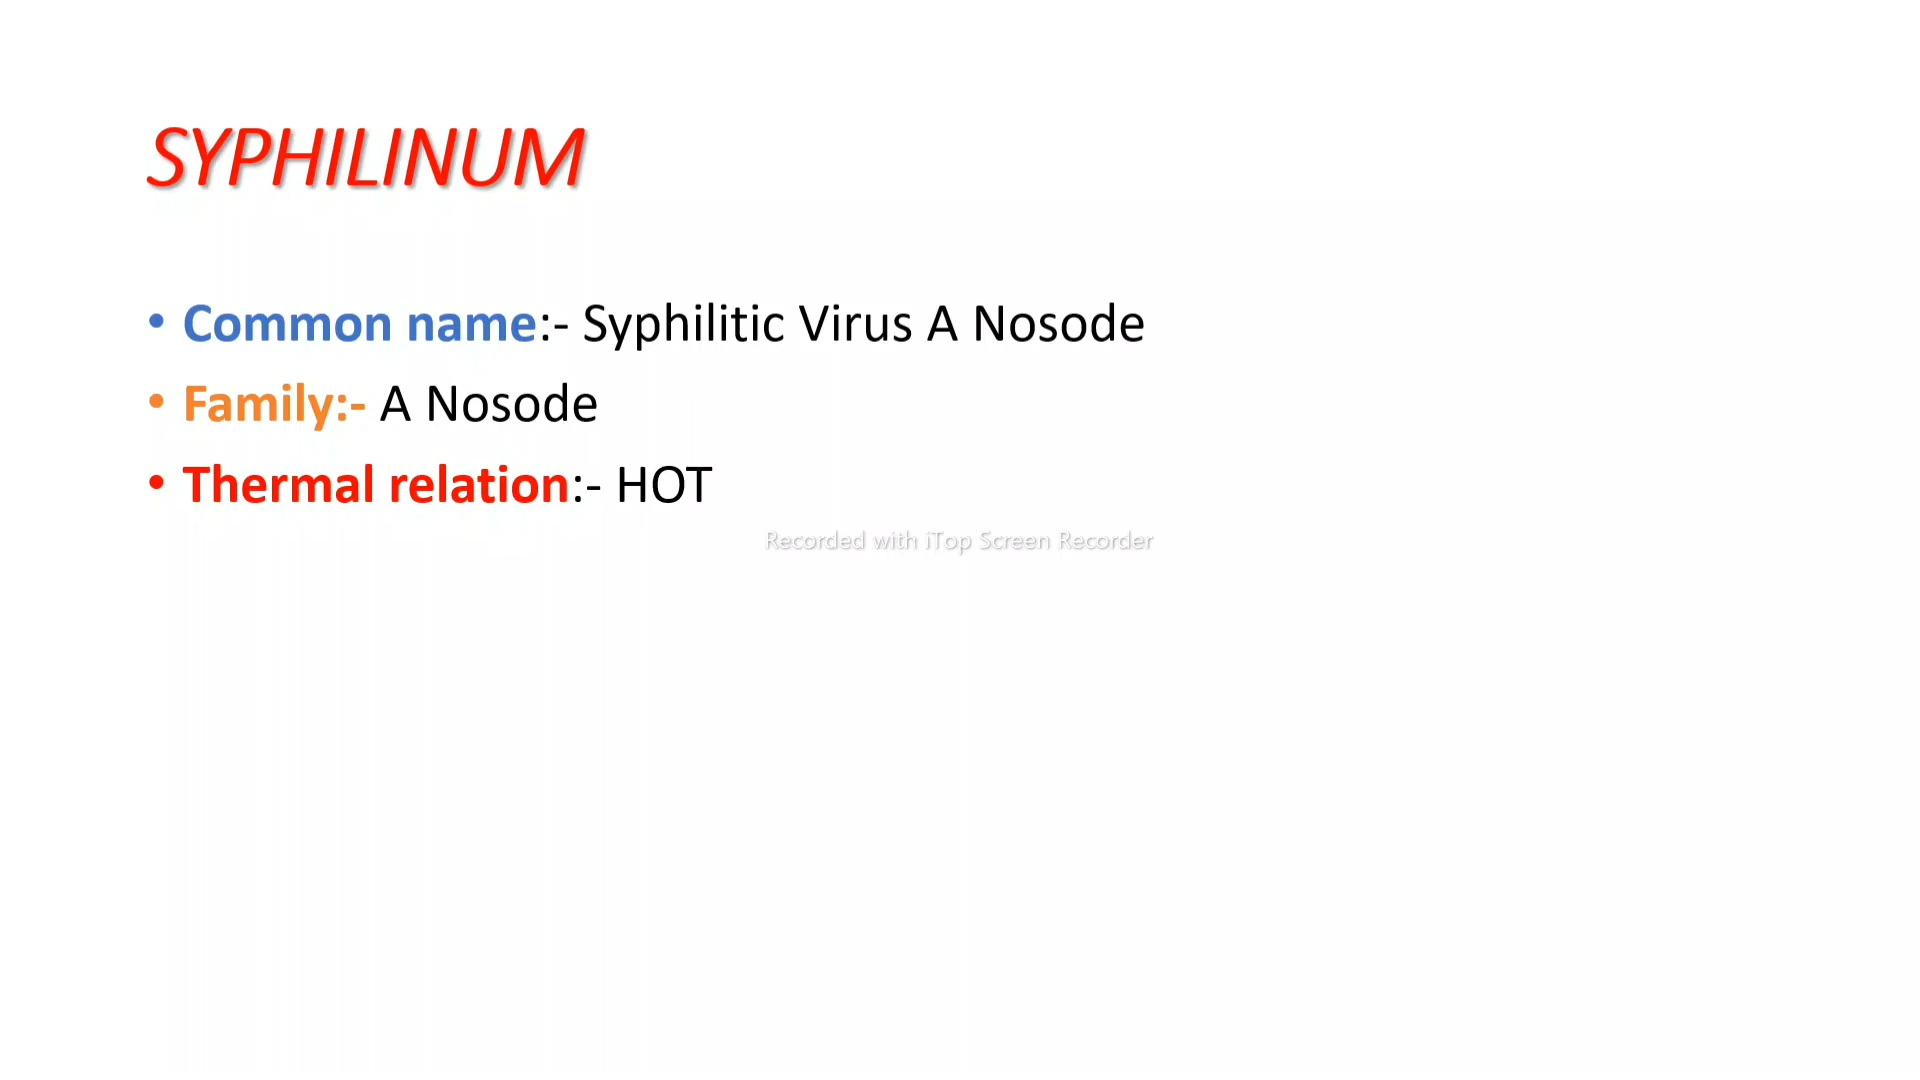 SYPHILINUM
• Common name:- Syphilitic Virus A Nosode
• Family:- A Nosode
• Thermal relation:- HOT
Recorded with iTop Screen Recorder